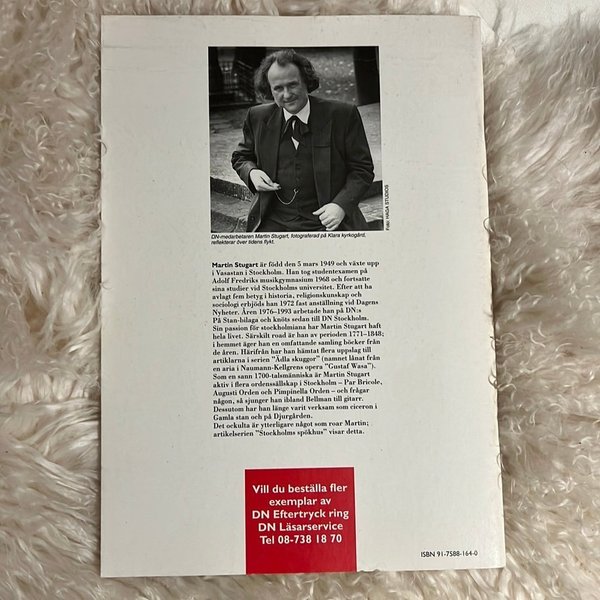 Foto: HAGA STUDIOS
DN-medarbetaren Martin Stugart, fotograferad på Klara kyrkogård,
reflekterar över tidens flykt.
Martin Stugart är född den 5 mars 1949 och växte upp
i Vasastan i Stockholm. Han tog studentexamen på
Adolf Fredriks musikgymnasium 1968 och fortsatte
sina studier vid Stockholms universitet. Efter att ha
avlagt fem betyg i historia, religionskunskap och
sociologi erbjöds han 1972 fast anställning vid Dagens
Nyheter. Åren 1976–1993 arbetade han på DN:s
På Stan-bilaga och knöts sedan till DN Stockholm.
Sin passion för stockholmiana har Martin Stugart haft
hela livet. Särskilt road är han av perioden 1771–1848;
i hemmet äger han en omfattande samling böcker från
de åren. Härifrån har han hämtat flera uppslag till
artiklarna i serien "Ädla skuggor" (namnet lånat från
en aria i Naumann-Kellgrens opera "Gustaf Wasa").
Som en sann 1700-talsmänniska är Martin Stugart
aktiv i flera ordenssällskap i Stockholm – Par Bricole,
Augusti Orden och Pimpinella Orden – och frågar
någon, så sjunger han ibland Bellman till gitarr.
Dessutom har han länge varit verksam som ciceron i
Gamla stan och på Djurgården.
Det ockulta är ytterligare något som roar Martin;
artikelserien "Stockholms spökhus" visar detta.
Vill du beställa fler
exemplar av
DN Eftertryck ring
DN Läsarservice
Tel 08-738 18 70
ISBN 91-7588-164-0